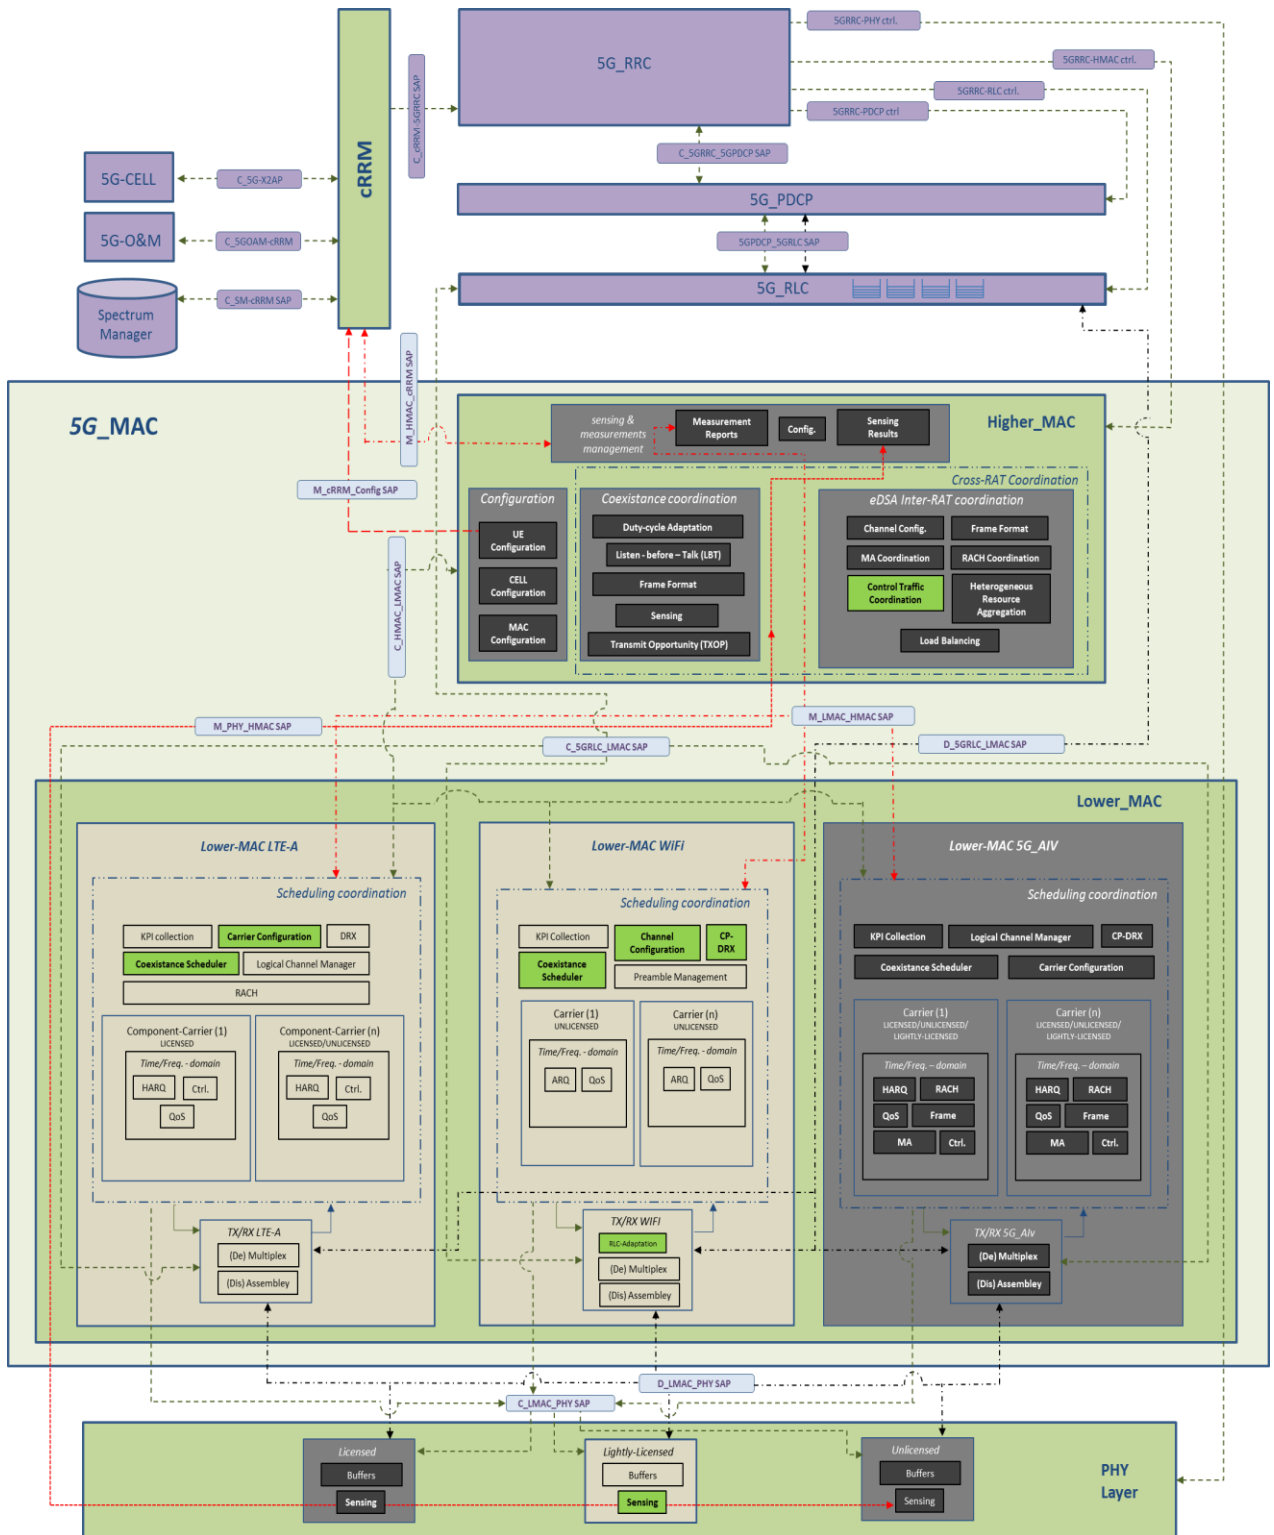 5GRRC-PHY ctrl.
5G_RRC
5GRRC-HMAC ctrl.
5GRRC-RLC ctrl.
5GRRC-PDCP ctrl
C_cRRM-5GRRC SAP
cRRM
C_5GRRC_5GPDCP SAP
5G-CELL
C_5G-X2AP
5G_PDCP
5G-O&M
C_5GOAM-cRRM
5GPDCP_5GRLC SAP
C_SM-cRRM SAP
5G_RLC
Spectrum
Manager
M_HMAC_cRRM SAP
5G_MAC
Higher_MAC
sensing &
measurements
management
Measurement
Reports
Config.
Sensing
Results
M_cRRM_Config SAP
Cross-RAT Coordination
Configuration
UE
Configuration
CELL
Configuration
MAC
Configuration
Coexistance coordination
Duty-cycle Adaptation
Listen - before – Talk (LBT)
Frame Format
Sensing
Transmit Opportunity (TXOP)
eDSA Inter-RAT coordination
Channel Config.
Frame Format
MA Coordination
RACH Coordination
Control Traffic
Coordination
Heterogeneous
Resource
Aggregation
Load Balancing
C_HMAC_LMAC SAP
M_PHY_HMAC SAP
M_LMAC_HMAC SAP
C_5GRLC_LMAC SAP
D_5GRLC_LMAC SAP
Lower_MAC
Lower-MAC LTE-A
Scheduling coordination
KPI collection
Carrier Configuration
DRX
Coexistance Scheduler
Logical Channel Manager
RACH
Component-Carrier (1)
LICENSED
Time/Freq. - domain
HARQ
Ctrl.
QoS
Component-Carrier (n)
LICENSED/UNLICENSED
Time/Freq. - domain
HARQ
Ctrl.
QoS
TX/RX LTE-A
(De) Multiplex
(Dis) Assembley
Lower-MAC WiFi
Scheduling coordination
KPI Collection
Channel
Configuration
CP-
DRX
Coexistance
Scheduler
Preamble Management
Carrier (1)
UNLICENSED
Time/Freq. - domain
ARQ
QoS
Carrier (n)
UNLICENSED
Time/Freq. - domain
ARQ
QoS
TX/RX WIFI
RLC-Adaptation
(De) Multiplex
(Dis) Assembley
Lower-MAC 5G_AIV
Scheduling coordination
KPI Collection
Logical Channel Manager
CP-DRX
Coexistance Scheduler
Carrier Configuration
Carrier (1)
LICENSED/UNLICENSED/
LIGHTLY-LICENSED
Time/Freq. – domain
HARQ
RACH
QoS
Frame
MA
Ctrl.
Carrier (n)
LICENSED/UNLICENSED/
LIGHTLY-LICENSED
Time/Freq. – domain
HARQ
RACH
QoS
Frame
MA
Ctrl.
TX/RX 5G_AIv
(De) Multiplex
(Dis) Assembley
D_LMAC_PHY SAP
C_LMAC_PHY SAP
Licensed
Buffers
Sensing
Lightly-Licensed
Buffers
Sensing
Unlicensed
Buffers
Sensing
PHY
Layer